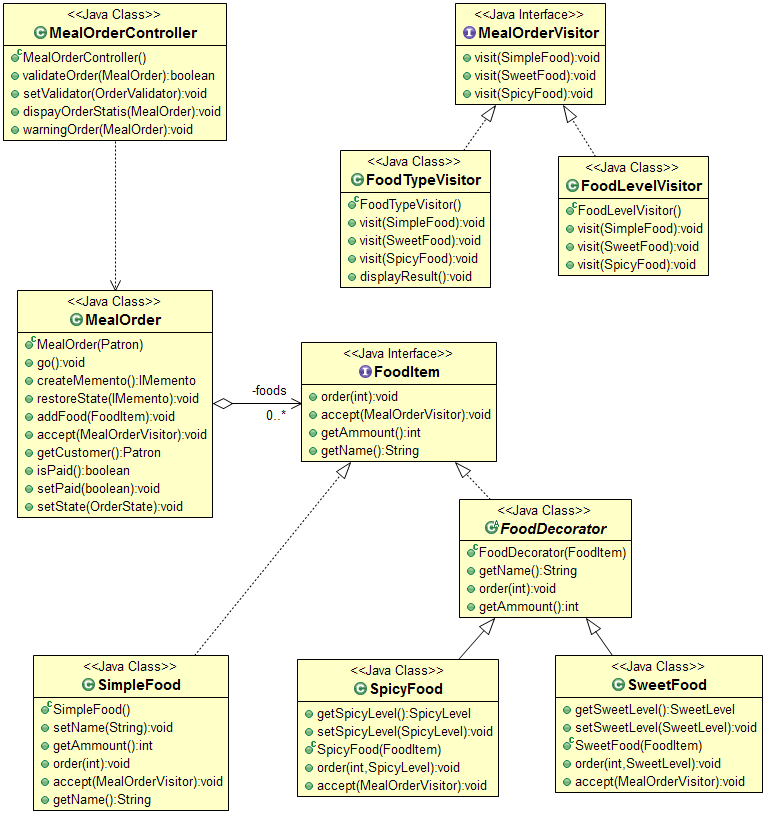 <<Java Class>>
MealOrderController
MealOrderController()
validateOrder(MealOrder):boolean
setValidator(OrderValidator):void
dispayOrderStatis(MealOrder):void
warningOrder(MealOrder):void
<<Java Interface>>
MealOrderVisitor
visit(SimpleFood):void
visit(SweetFood):void
visit(SpicyFood):void
<<Java Class>>
FoodTypeVisitor
FoodTypeVisitor()
visit(SimpleFood):void
visit(SweetFood):void
visit(SpicyFood):void
displayResult():void
<<Java Class>>
FoodLevelVisitor
FoodLevelVisitor()
visit(SimpleFood):void
visit(SweetFood):void
visit(SpicyFood):void
<<Java Class>>
MealOrder
MealOrder(Patron)
go():void
createMemento():IMemento
restoreState(IMemento):void
addFood(FoodItem):void
accept(MealOrderVisitor):void
getCustomer():Patron
isPaid():boolean
setPaid(boolean):void
setState(OrderState):void
-foods
0..*
<<Java Interface>>
FoodItem
order(int):void
accept(MealOrderVisitor):void
getAmmount():int
getName():String
<<Java Class>>
FoodDecorator
FoodDecorator(FoodItem)
getName():String
order(int):void
getAmmount():int
<<Java Class>>
SimpleFood
SimpleFood()
setName(String):void
getAmmount():int
order(int):void
accept(MealOrderVisitor):void
getName():String
<<Java Class>>
SpicyFood
getSpicyLevel():SpicyLevel
setSpicyLevel(SpicyLevel):void
SpicyFood(FoodItem)
order(int,SpicyLevel):void
accept(MealOrderVisitor):void
<<Java Class>>
SweetFood
getSweetLevel():SweetLevel
setSweetLevel(SweetLevel):void
SweetFood(FoodItem)
order(int,SweetLevel):void
accept(MealOrderVisitor):void